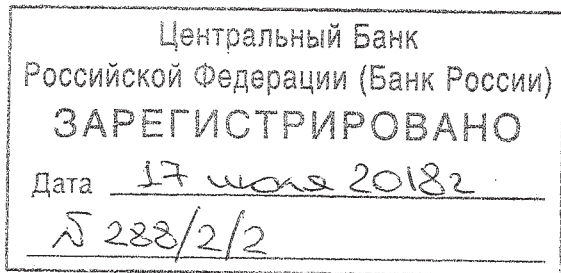 Центральный Банк
Российской Федерации (Банк России)
ЗАРЕГИСТРИРОВАНО
Дата 17 июля 2018г
№ 288/2/2